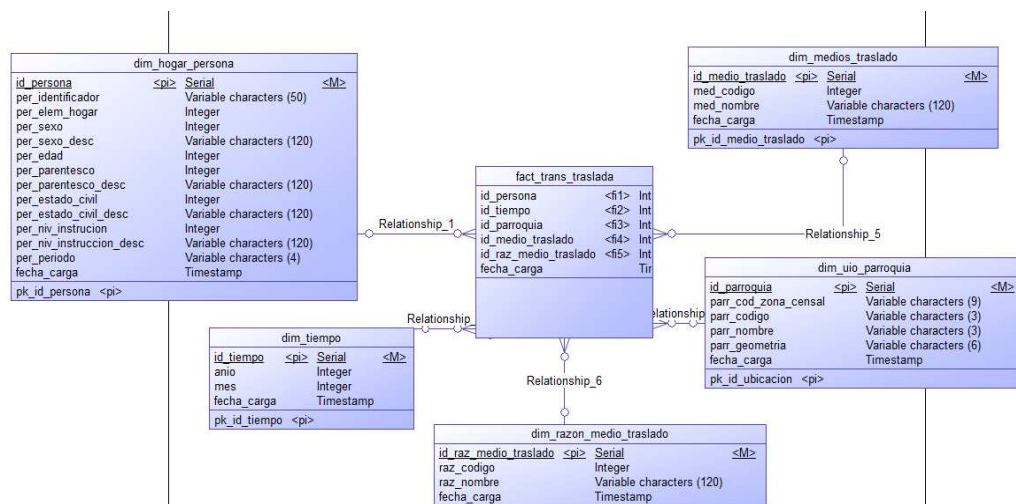 dim_hogar_persona
id_persona <pi> Serial <M>
per_identificador Variable characters (50)
per_elem_hogar Integer
per_sexo Integer
per_sexo_desc Variable characters (120)
per_edad Integer
per_parentesco Integer
per_parentesco_desc Variable characters (120)
per_estado_civil Integer
per_estado_civil_desc Variable characters (120)
per_niv_instrucion Integer
per_niv_instruccion_desc Variable characters (120)
per_periodo Variable characters (4)
fecha_carga Timestamp
pk_id_persona <pi>
dim_medios_traslado
id_medio_traslado <pi> Serial <M>
med_codigo Integer
med_nombre Variable characters (120)
fecha_carga Timestamp
pk_id_medio_traslado <pi>
fact_trans_traslada
id_persona <fi1> Int
id_tiempo <fi2> Int
id_parroquia <fi3> Int
id_medio_traslado <fi4> Int
id_raz_medio_traslado <fi5> Int
fecha_carga Tir
Relationship_1
Relationship_5
dim_uio_parroquia
id_parroquia <pi> Serial <M>
parr_cod_zona_censal Variable characters (9)
parr_codigo Variable characters (3)
parr_nombre Variable characters (3)
parr_geometria Variable characters (6)
fecha_carga Timestamp
pk_id_ubicacion <pi>
Relationship_
elationship_
dim_tiempo
id_tiempo <pi> Serial <M>
anio Integer
mes Integer
fecha_carga Timestamp
pk_id_tiempo <pi>
Relationship_6
dim_razon_medio_traslado
id_raz_medio_traslado <pi> Serial <M>
raz_codigo Integer
raz_nombre Variable characters (120)
fecha_carga Timestamp